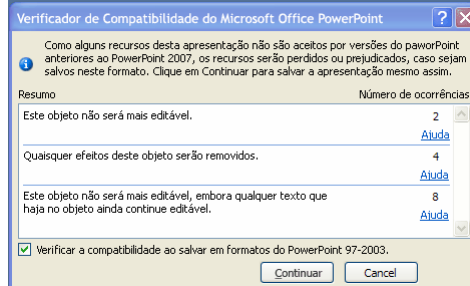 Verificador de Compatibilidade do Microsoft Office PowerPoint
Como alguns recursos desta apresentação não são aceitos por versões do paworPoint
anteriores ao PowerPoint 2007, os recursos serão perdidos ou prejudicados, caso sejam
salvos neste formato. Clique em Continuar para salvar a apresentação mesmo assim.
Resumo Número de ocorrências
Este objeto não será mais editável. 2
Ajuda
Quaisquer efeitos deste objeto serão removidos. 4
Ajuda
Este objeto não será mais editável, embora qualquer texto que 8
haja no objeto ainda continue editável. Ajuda
Verificar a compatibilidade ao salvar em formatos do PowerPoint 97-2003.
Continuar Cancel